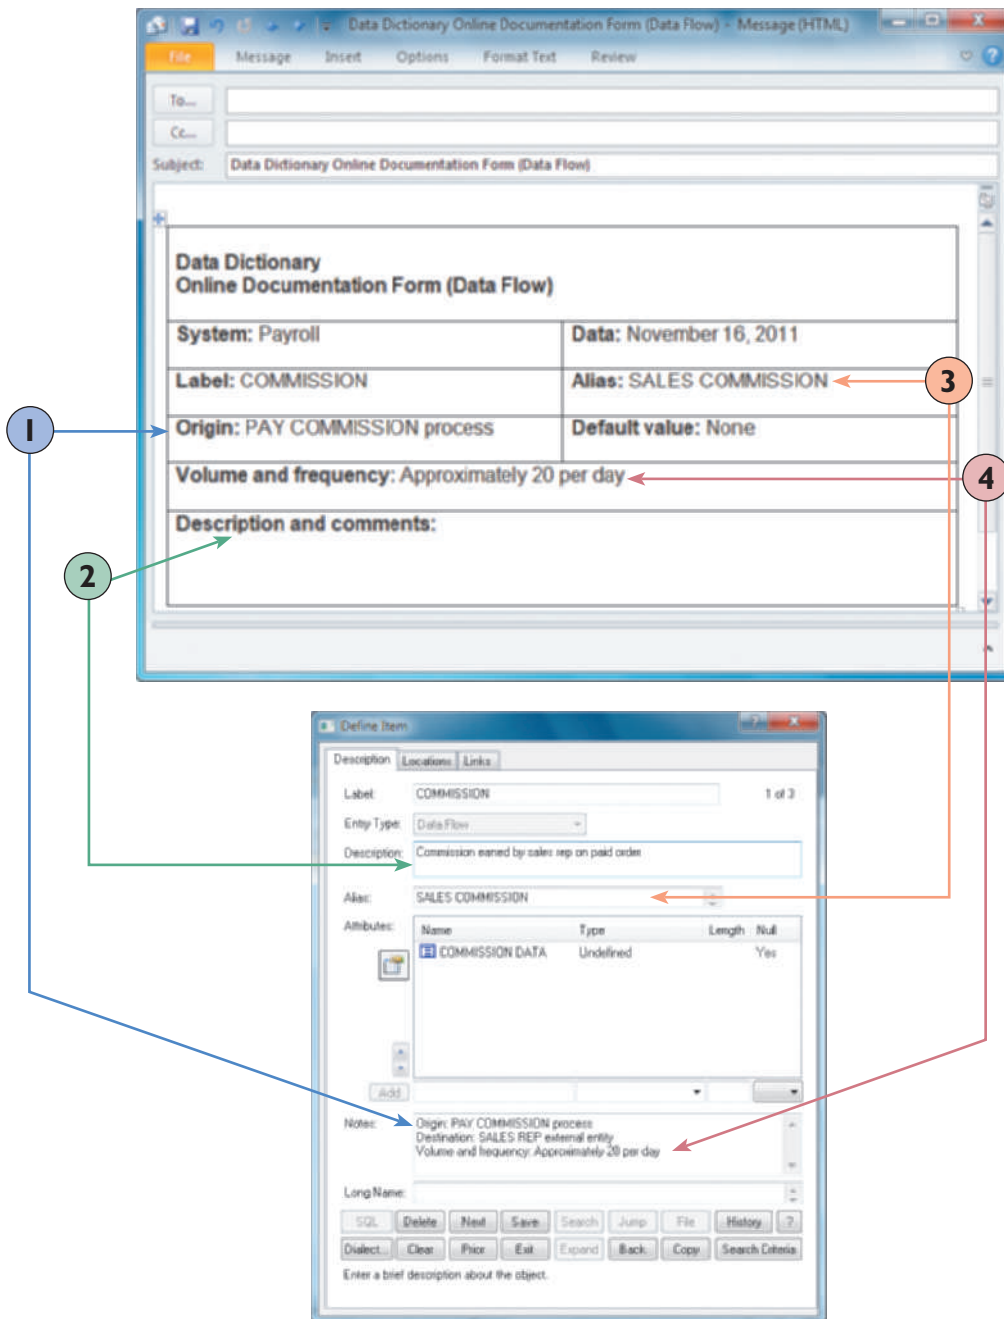 Data Dictionary Online Documentation Form (Data Flow) - Message (HTML)
File Message Insert Options Format Text Review
To...
Cc...
Subject: Data Dictionary Online Documentation Form (Data Flow)
Data Dictionary
Online Documentation Form (Data Flow)
System: Payroll Data: November 16, 2011
Label: COMMISSION Alias: SALES COMMISSION
3
1
Origin: PAY COMMISSION process Default value: None
Volume and frequency: Approximately 20 per day
4
Description and comments:
2
Define Item
Description Locations Links
Label: COMMISSION 1 of 3
Entry Type: Data Flow
Description: Commission earned by sales rep on paid order
Alias: SALES COMMISSION
Attributes: Name Type Length Null
COMMISSION DATA Undefined Yes
Add
Notes: Origin: PAY COMMISSION process
Destination: SALES REP external entity
Volume and frequency: Approximately 20 per day
Long Name:
SQL Delete Next Save Search Jump File History ?
Dialect... Clear Prior Exit Expand Back Copy Search Criteria
Enter a brief description about the object.